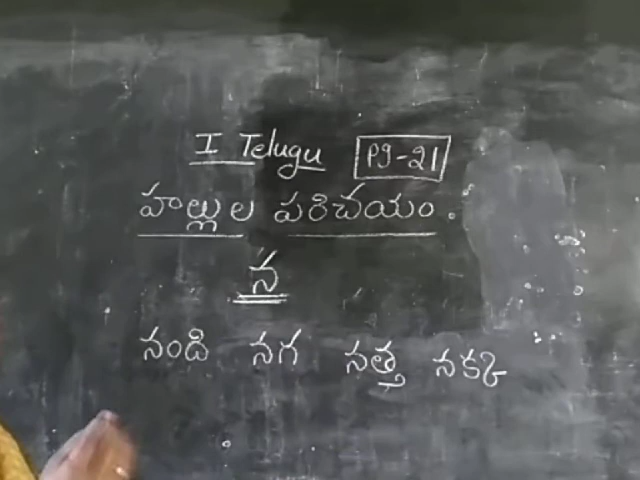 I Telugu Pg-21
హల్లుల పరిచయం.
న
నంది నగ నత్త నక్క